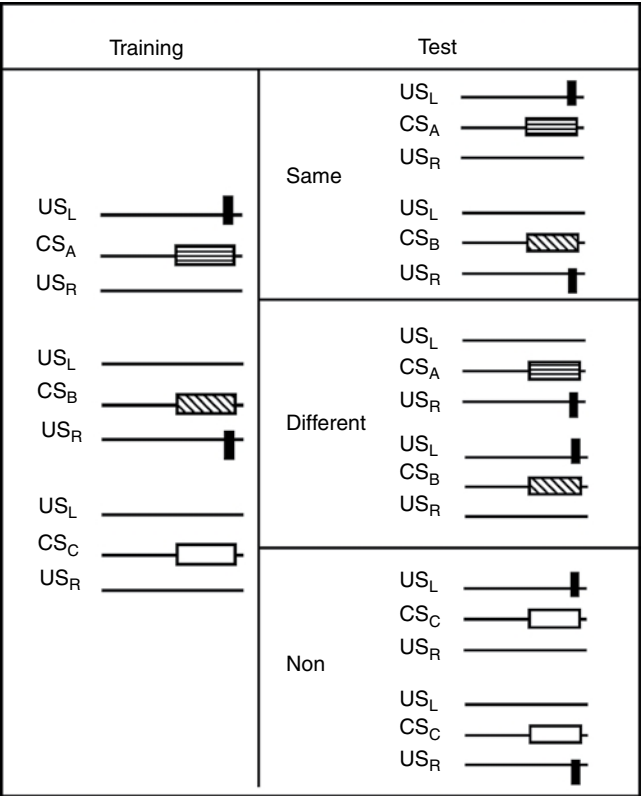 Training
Test
US_L
CS_A
US_R
US_L
CS_B
US_R
US_L
CS_C
US_R
Same
US_L
CS_A
US_R
US_L
CS_B
US_R
Different
US_L
CS_A
US_R
US_L
CS_B
US_R
Non
US_L
CS_C
US_R
US_L
CS_C
US_R